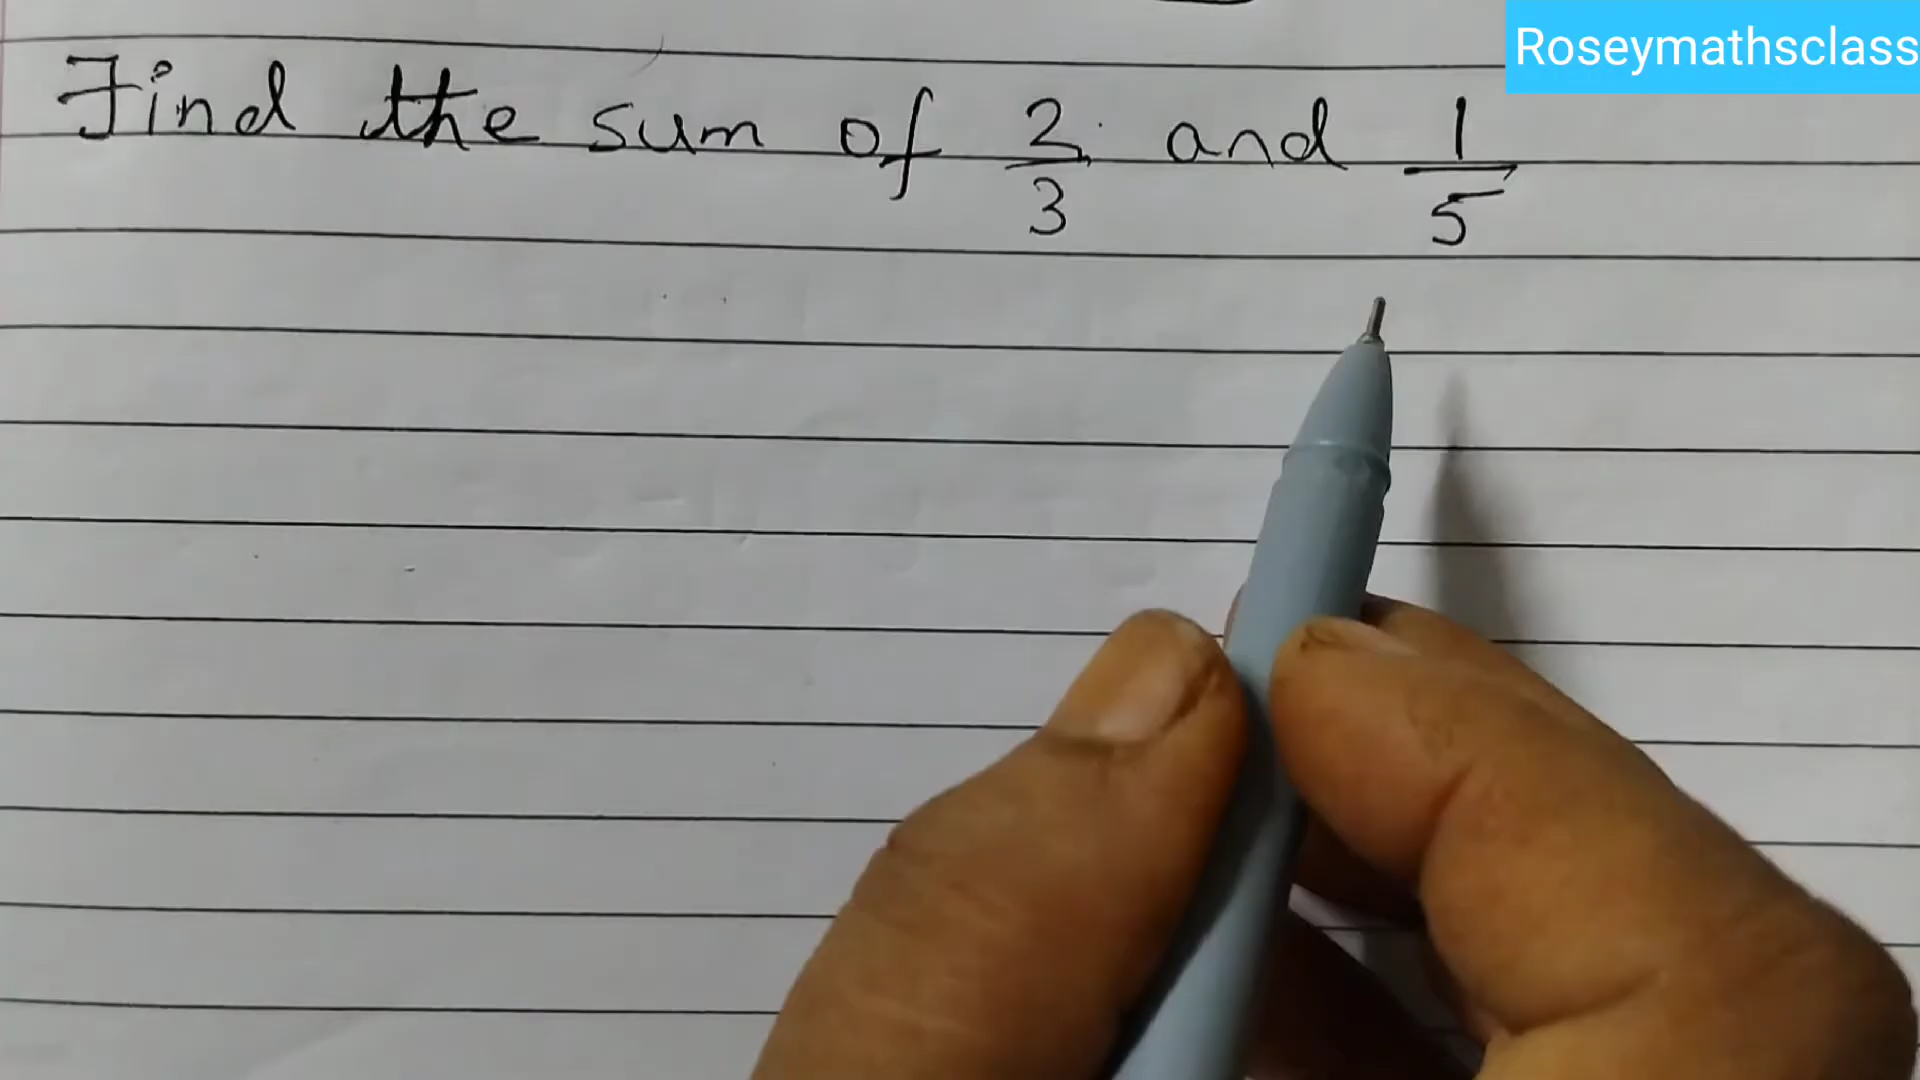 Roseymathsclass
Find the sum of 2/3 and 1/5